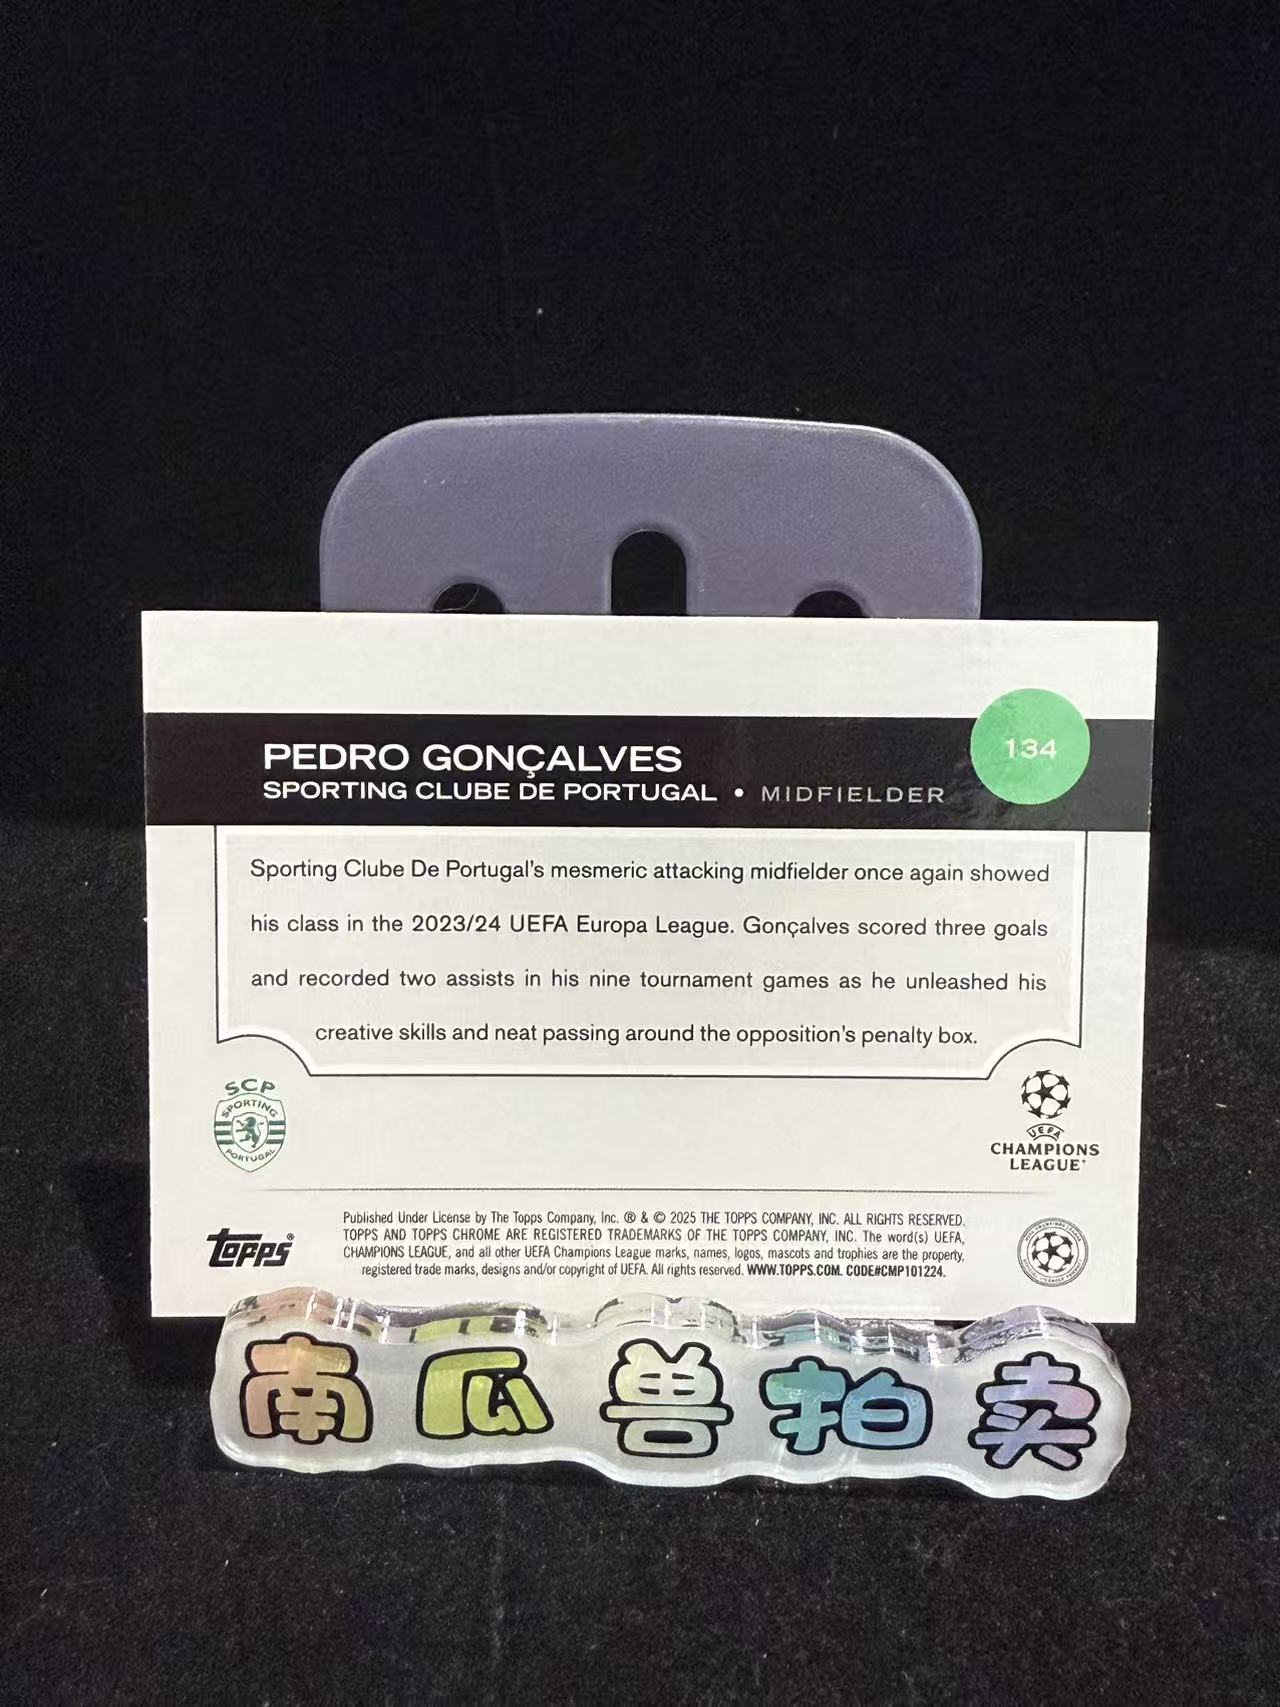 PEDRO GONÇALVES
134
SPORTING CLUBE DE PORTUGAL • MIDFIELDER
Sporting Clube De Portugal's mesmeric attacking midfielder once again showed
his class in the 2023/24 UEFA Europa League. Gonçalves scored three goals
and recorded two assists in his nine tournament games as he unleashed his
creative skills and neat passing around the opposition's penalty box.
SCP
SPORTING
PORTUGAL
UEFA
CHAMPIONS
LEAGUE
Topps®
Published Under License by The Topps Company, Inc. ® & © 2025 THE TOPPS COMPANY, INC. ALL RIGHTS RESERVED.
TOPPS AND TOPPS CHROME ARE REGISTERED TRADEMARKS OF THE TOPPS COMPANY, INC. The word(s) UEFA,
CHAMPIONS LEAGUE, and all other UEFA Champions League marks, names, logos, mascots and trophies are the property,
registered trade marks, designs and/or copyright of UEFA. All rights reserved. WWW.TOPPS.COM. CODE#CMP101224.
南瓜兽拍卖